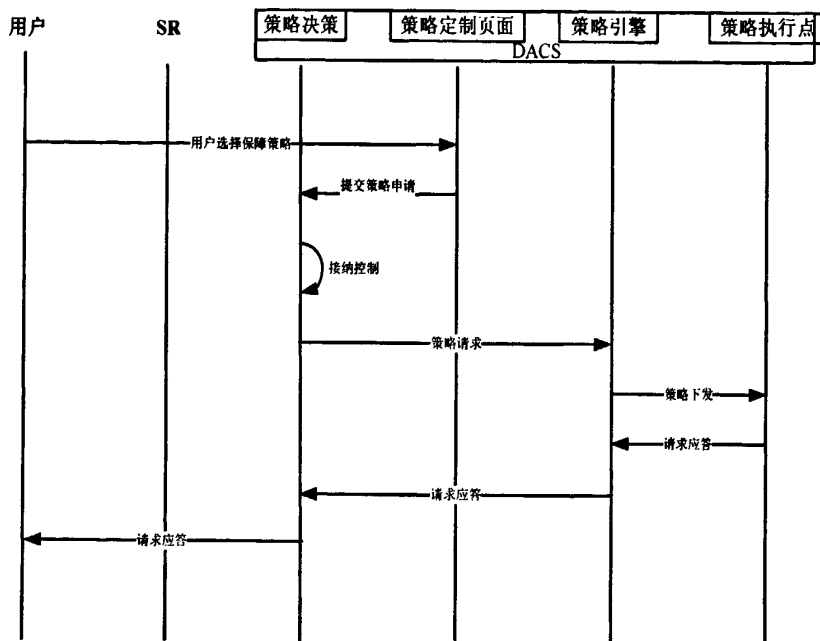 用户
SR
策略决策
策略定制页面
策略引擎
策略执行点
DACS
用户选择保障策略
提交策略申请
接纳控制
策略请求
策略下发
请求应答
请求应答
请求应答